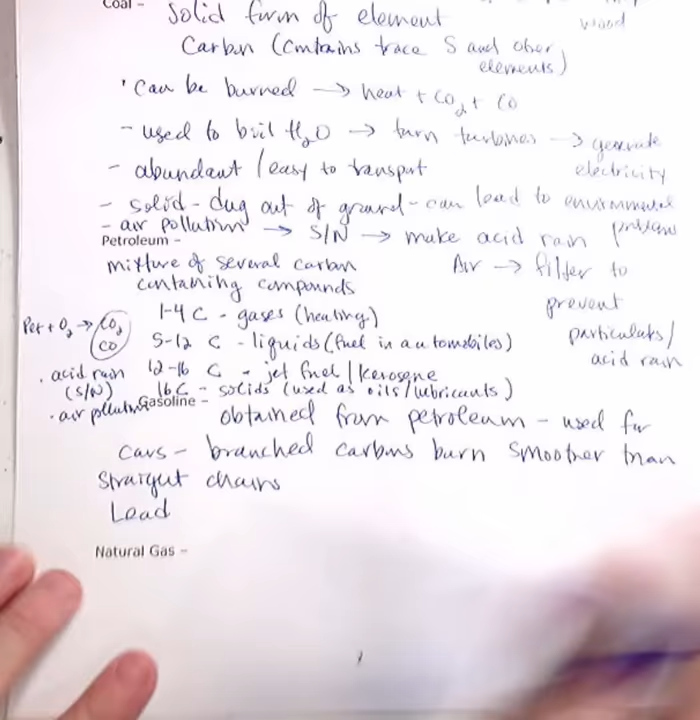 Coal - solid form of element
wood
Carbon (contains trace S and other
elements)
' can be burned → heat + CO2 + CO
- used to boil H2O → turn turbines → generate
electricity
- abundant / easy to transport
- solid - dug out of ground - can lead to environmental
problems
- air pollution → S/N → make acid rain
Petroleum -
mixture of several carbon
containing compounds
Air → filter to
prevent
particulates/
acid rain
Pet + O2 → CO2
CO
1-4 C - gases (heating)
5-12 C - liquids (fuel in automobiles)
. acid rain
(S/N)
. air pollution
12-16 C - jet fuel / kerosene
16 C - solids (used as oils/lubricants)
Gasoline -
obtained from petroleum - used for
cars - branched carbons burn smoother than
straight chains
Lead
Natural Gas -